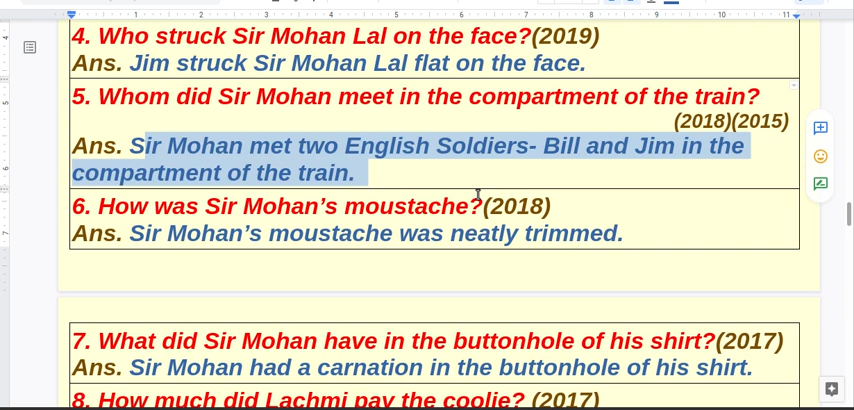 4. Who struck Sir Mohan Lal on the face?(2019)
Ans. Jim struck Sir Mohan Lal flat on the face.
5. Whom did Sir Mohan meet in the compartment of the train?
(2018)(2015)
Ans. Sir Mohan met two English Soldiers- Bill and Jim in the
compartment of the train.
6. How was Sir Mohan’s moustache?(2018)
Ans. Sir Mohan’s moustache was neatly trimmed.
7. What did Sir Mohan have in the buttonhole of his shirt?(2017)
Ans. Sir Mohan had a carnation in the buttonhole of his shirt.
8. How much did Lachmi pay the coolie? (2017)